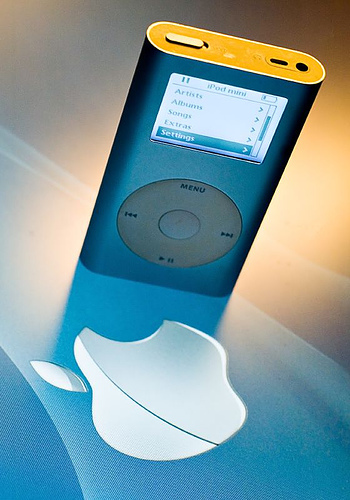 iPod mini
Artists
Albums
Songs
Extras
Settings
MENU